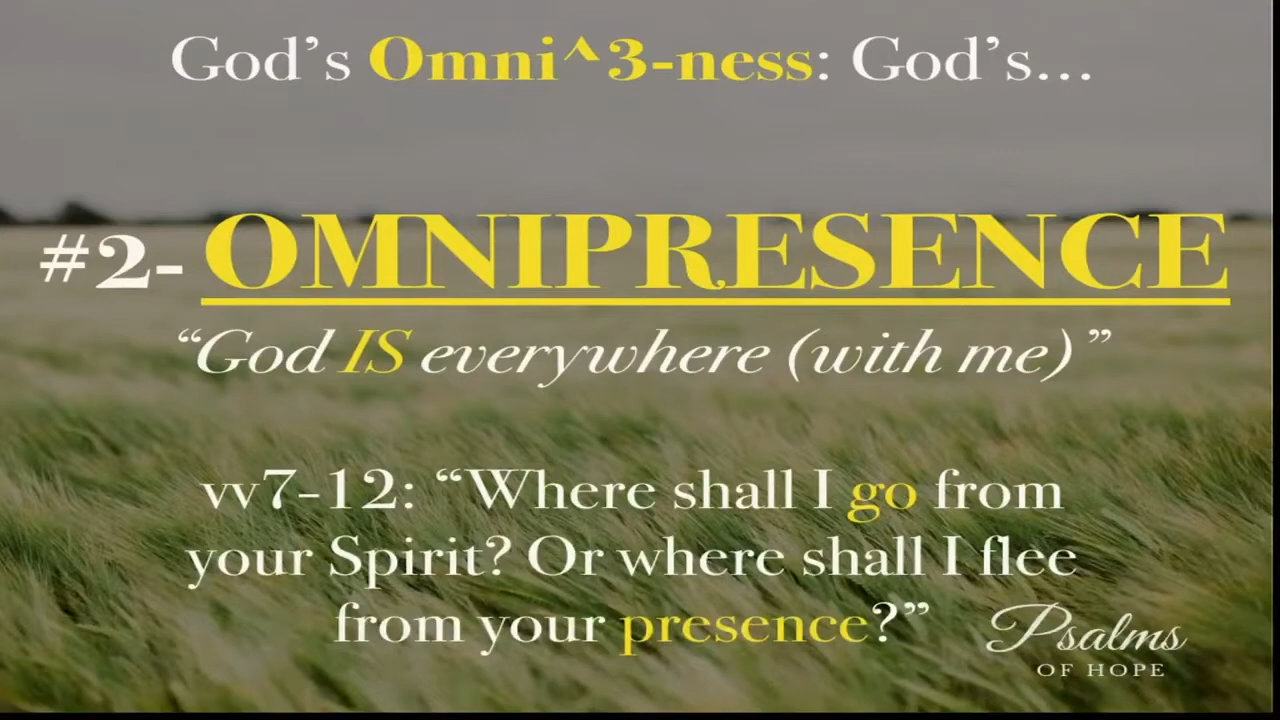 God’s Omni^3-ness: God’s...
#2- OMNIPRESENCE
“God IS everywhere (with me)”
vv7-12: “Where shall I go from
your Spirit? Or where shall I flee
from your presence?”
Psalms
OF HOPE